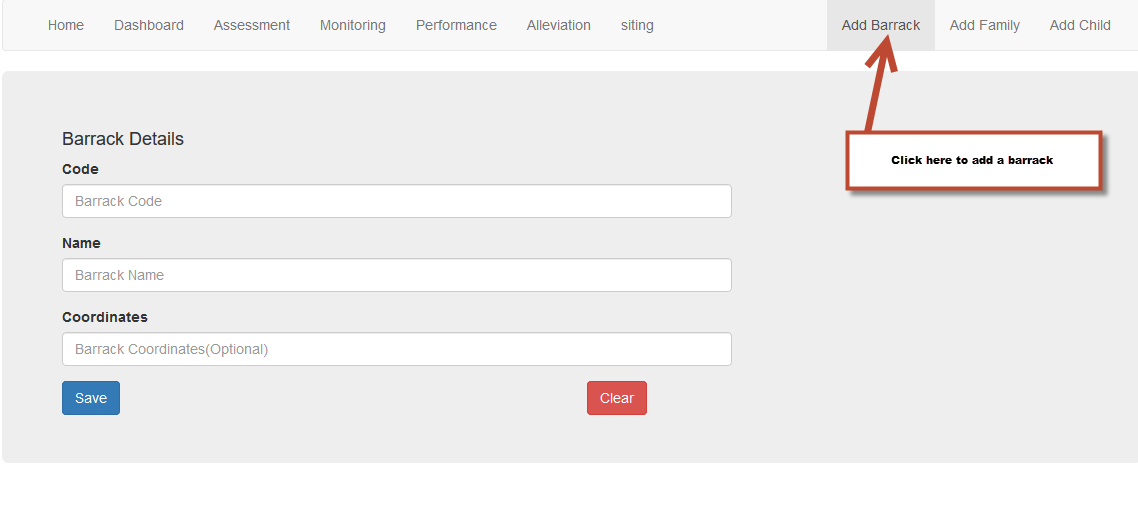 Home Dashboard Assessment Monitoring Performance Alleviation siting Add Barrack Add Family Add Child
Click here to add a barrack
Barrack Details
Code
Barrack Code
Name
Barrack Name
Coordinates
Barrack Coordinates(Optional)
Save Clear